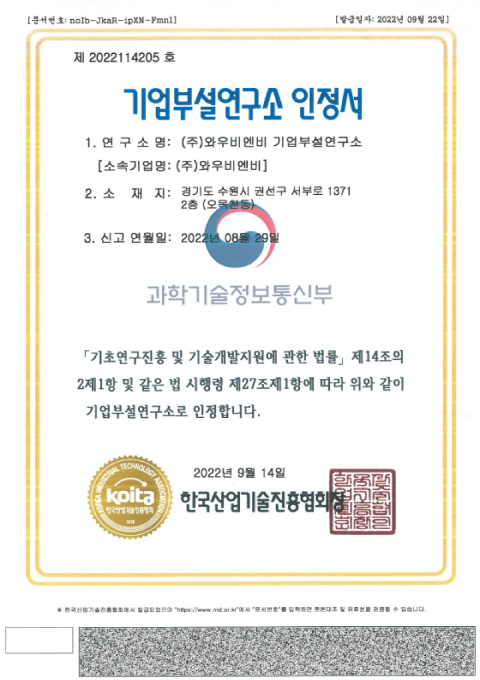 [문서번호: noIb-JkaR-ipXN-Fmnl] [발급일자: 2022년 09월 22일]
제 2022114205 호
기업부설연구소 인정서
1. 연 구 소 명: (주)와우비엔비 기업부설연구소
[소속기업명: (주)와우비엔비]
2. 소 재 지: 경기도 수원시 권선구 서부로 1371
2층 (오목천동)
3. 신고 연월일: 2022년 08월 29일
과학기술정보통신부
「기초연구진흥 및 기술개발지원에 관한 법률」 제14조의
2제1항 및 같은 법 시행령 제27조제1항에 따라 위와 같이
기업부설연구소로 인정합니다.
2022년 9월 14일
한국산업기술진흥협회장
KOREA INDUSTRIAL TECHNOLOGY ASSOCIATION
koita
한국산업기술진흥협회
1979
※ 한국산업기술진흥협회에서 발급되었으며 "https://www.rnd.or.kr"에서 "문서번호"를 입력하면 원본대조 및 유효성을 검증할 수 있습니다.